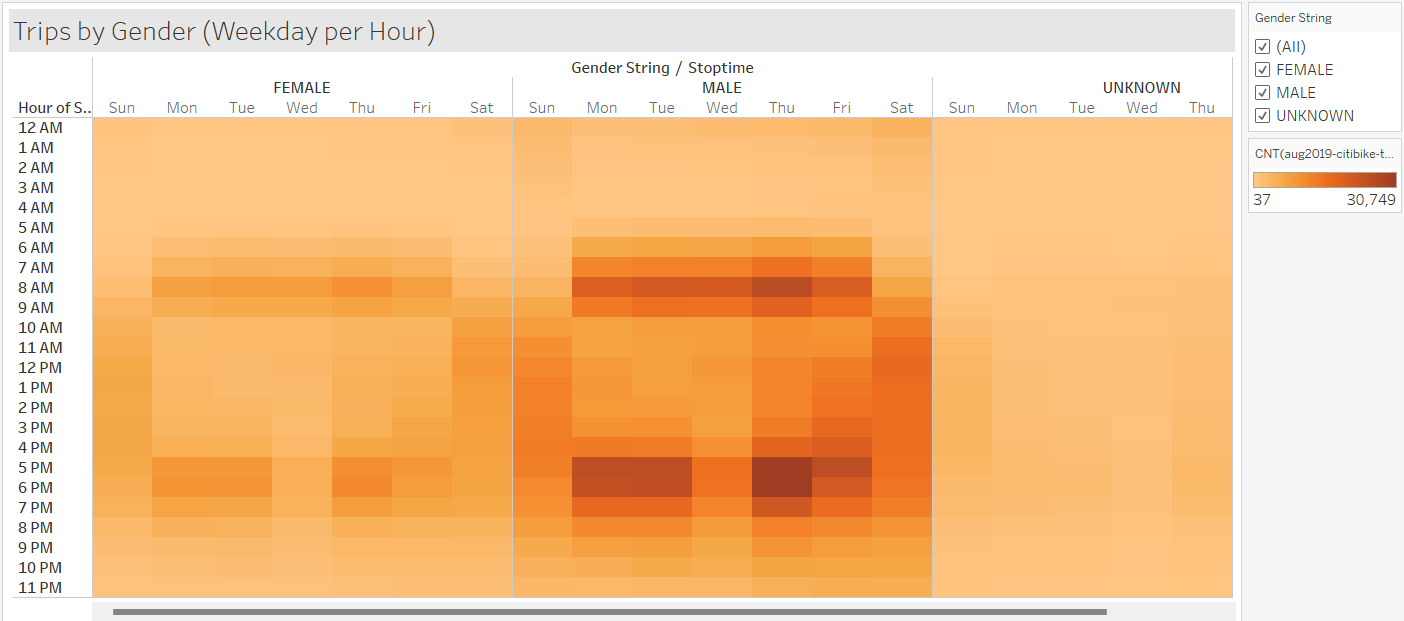 Trips by Gender (Weekday per Hour)
Gender String / Stoptime
FEMALE MALE UNKNOWN
Hour of S.. Sun Mon Tue Wed Thu Fri Sat Sun Mon Tue Wed Thu Fri Sat Sun Mon Tue Wed Thu
12 AM
1 AM
2 AM
3 AM
4 AM
5 AM
6 AM
7 AM
8 AM
9 AM
10 AM
11 AM
12 PM
1 PM
2 PM
3 PM
4 PM
5 PM
6 PM
7 PM
8 PM
9 PM
10 PM
11 PM
Gender String
(All)
FEMALE
MALE
UNKNOWN
CNT(aug2019-citibike-t...
37 30,749